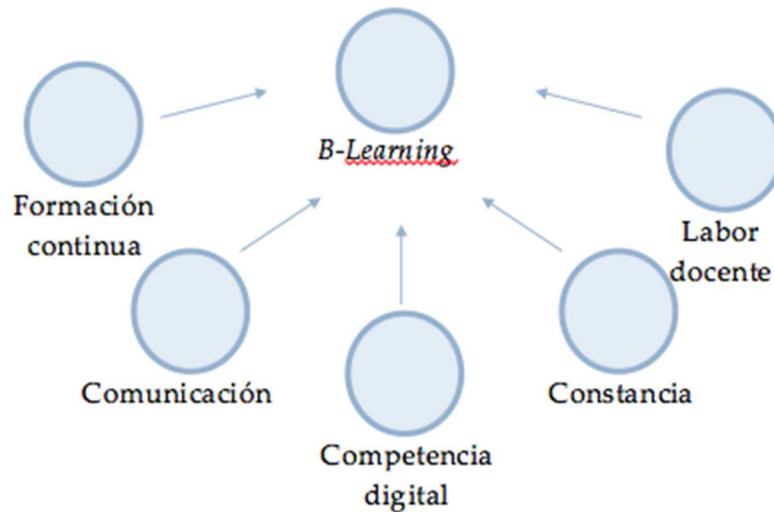 B-Learning
Formación
continua
Labor
docente
Comunicación
Constancia
Competencia
digital